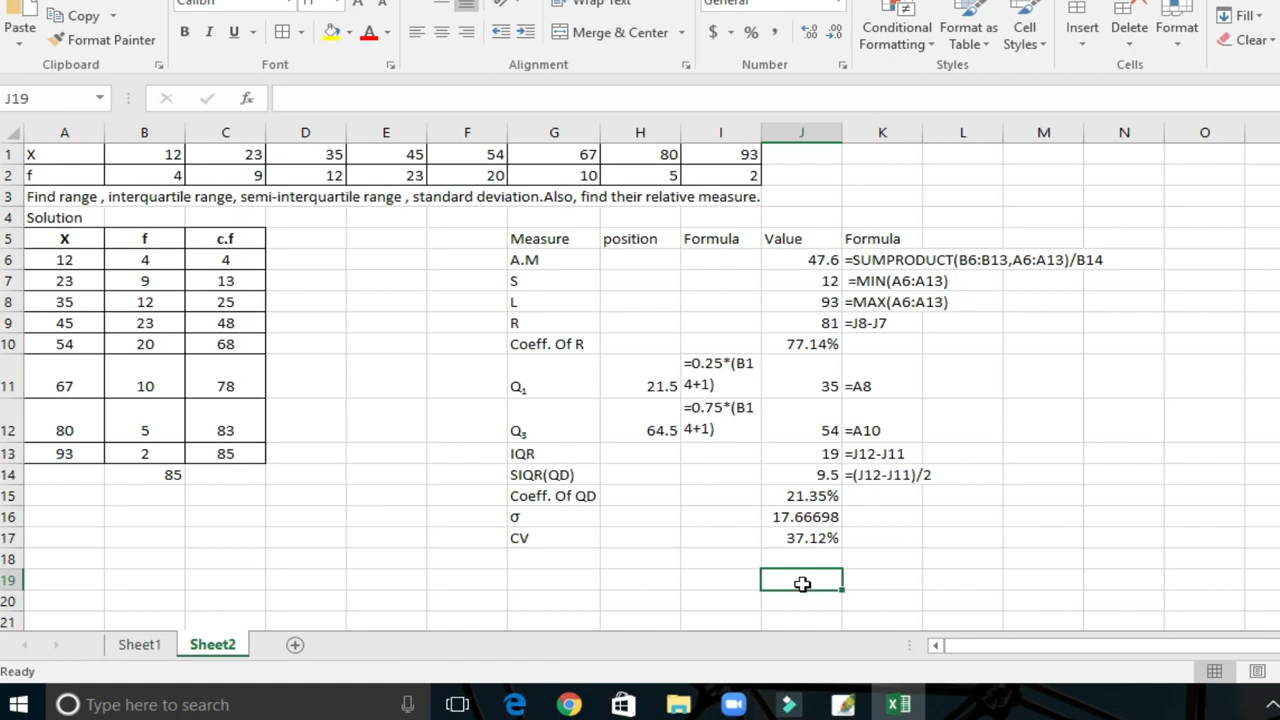 Calibri 11 Wrap Text General
Paste Copy Format Painter B I U A Merge & Center $ % , Conditional Formatting Format as Table Cell Styles Insert Delete Format Fill Clear
Clipboard Font Alignment Number Styles Cells
J19 fx
A B C D E F G H I J K L M N O
1 X 12 23 35 45 54 67 80 93
2 f 4 9 12 23 20 10 5 2
3 Find range , interquartile range, semi-interquartile range , standard deviation.Also, find their relative measure.
4 Solution
5 X f c.f Measure position Formula Value Formula
6 12 4 4 A.M 47.6 =SUMPRODUCT(B6:B13,A6:A13)/B14
7 23 9 13 S 12 =MIN(A6:A13)
8 35 12 25 L 93 =MAX(A6:A13)
9 45 23 48 R 81 =J8-J7
10 54 20 68 Coeff. Of R 77.14%
11 67 10 78 Q1 21.5 =0.25*(B14+1) 35 =A8
12 80 5 83 Q3 64.5 =0.75*(B14+1) 54 =A10
13 93 2 85 IQR 19 =J12-J11
14 85 SIQR(QD) 9.5 =(J12-J11)/2
15 Coeff. Of QD 21.35%
16 σ 17.66698
17 CV 37.12%
18
19
20
21
Sheet1 Sheet2
Ready
Type here to search